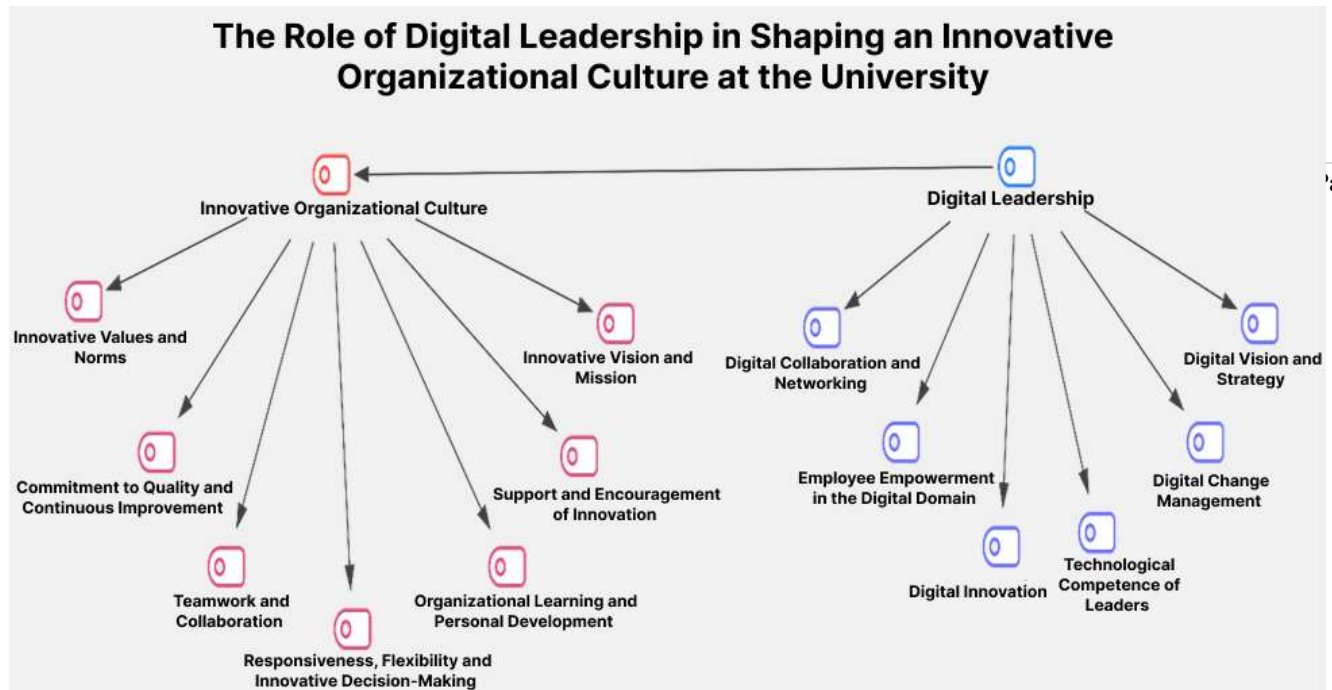 The Role of Digital Leadership in Shaping an Innovative
Organizational Culture at the University
Innovative Organizational Culture
Digital Leadership
Innovative Values and
Norms
Innovative Vision and
Mission
Digital Collaboration and
Networking
Digital Vision and
Strategy
Commitment to Quality and
Continuous Improvement
Support and Encouragement
of Innovation
Employee Empowerment
in the Digital Domain
Digital Change
Management
Teamwork and
Collaboration
Organizational Learning and
Personal Development
Digital Innovation
Technological
Competence of
Leaders
Responsiveness, Flexibility and
Innovative Decision-Making